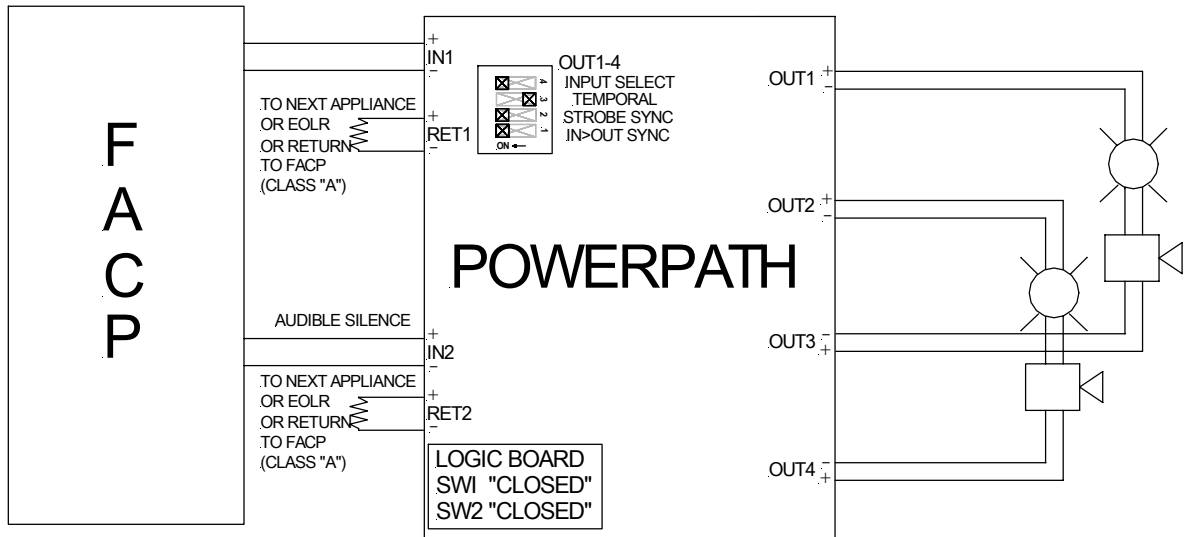 F
A
C
P
+
IN1
-
TO NEXT APPLIANCE
OR EOLR
OR RETURN
TO FACP
(CLASS "A")
+
RET1
-
OUT1-4
4 INPUT SELECT
3 TEMPORAL
2 STROBE SYNC
1 IN>OUT SYNC
ON
POWERPATH
AUDIBLE SILENCE
+
IN2
-
TO NEXT APPLIANCE
OR EOLR
OR RETURN
TO FACP
(CLASS "A")
+
RET2
-
LOGIC BOARD
SW1 "CLOSED"
SW2 "CLOSED"
OUT1 +
-
OUT2 +
-
OUT3 -
+
OUT4 -
+